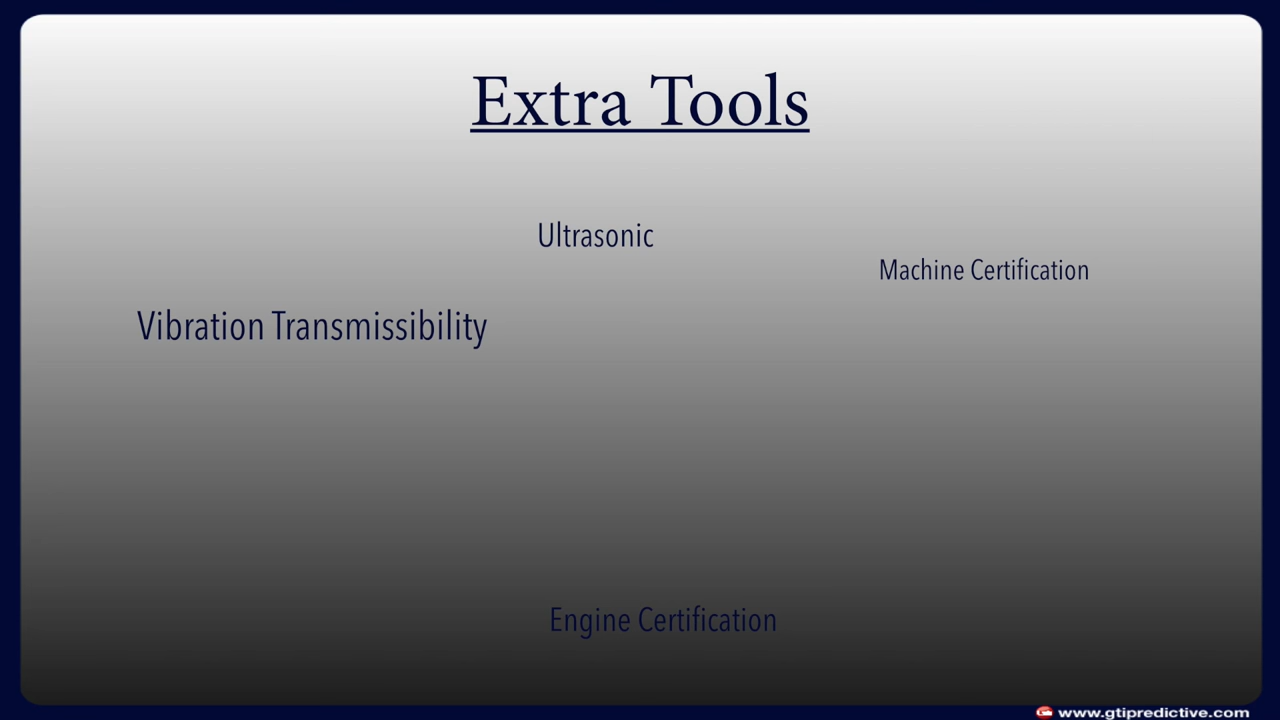 Extra Tools
Ultrasonic
Machine Certification
Vibration Transmissibility
Engine Certification
www.gtipredictive.com